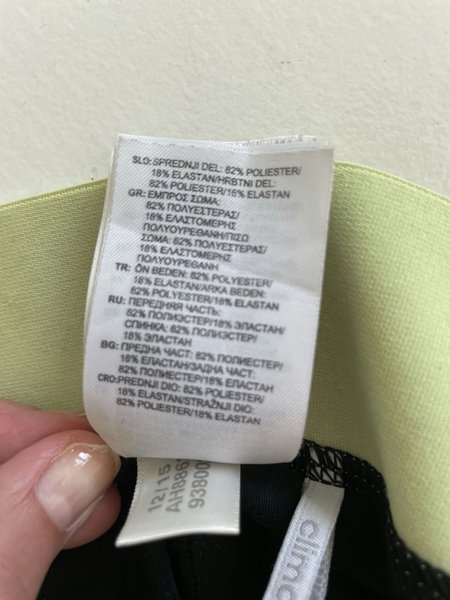 SLO: SPREDNJI DEL: 82% POLIESTER/
18% ELASTAN/HRBTNI DEL:
82% POLIESTER/18% ELASTAN
GR: ΕΜΠΡΟΣ ΣΩΜΑ:
82% ΠΟΛΥΕΣΤΕΡΑΣ/
18% ΕΛΑΣΤΟΜΕΡΗΣ
ΠΟΛΥΟΥΡΕΘΑΝΗ/ΠΙΣΩ
ΣΩΜΑ: 82% ΠΟΛΥΕΣΤΕΡΑΣ/
18% ΕΛΑΣΤΟΜΕΡΗΣ
ΠΟΛΥΟΥΡΕΘΑΝΗ
TR: ÖN BEDEN: 82% POLYESTER/
18% ELASTAN/ARKA BEDEN:
82% POLYESTER/18% ELASTAN
RU: ПЕРЕДНЯЯ ЧАСТЬ:
82% ПОЛИЭСТЕР/18% ЭЛАСТАН/
СПИНКА: 82% ПОЛИЭСТЕР/
18% ЭЛАСТАН
BG: ПРЕДНА ЧАСТ: 82% ПОЛИЕСТЕР/
18% ЕЛАСТАН/ЗАДНА ЧАСТ:
82% ПОЛИЕСТЕР/18% ЕЛАСТАН
CRO:PREDNJI DIO: 82% POLIESTER/
18% ELASTAN/STRAŽNJI DIO:
82% POLIESTER/18% ELASTAN
12/15
AH886
93800
clima